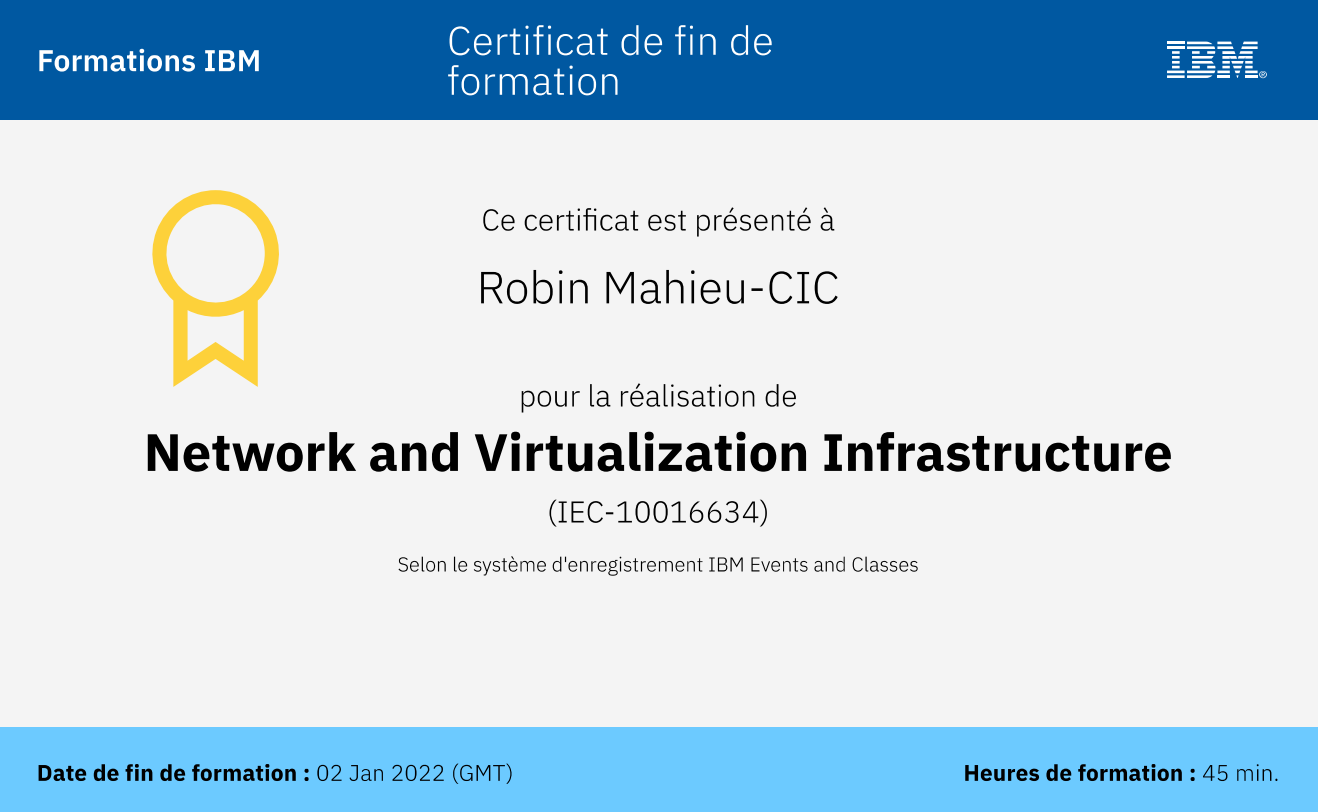 Formations IBM
Certificat de fin de
formation
IBM®
Ce certificat est présenté à
Robin Mahieu-CIC
pour la réalisation de
Network and Virtualization Infrastructure
(IEC-10016634)
Selon le système d'enregistrement IBM Events and Classes
Date de fin de formation : 02 Jan 2022 (GMT)
Heures de formation : 45 min.